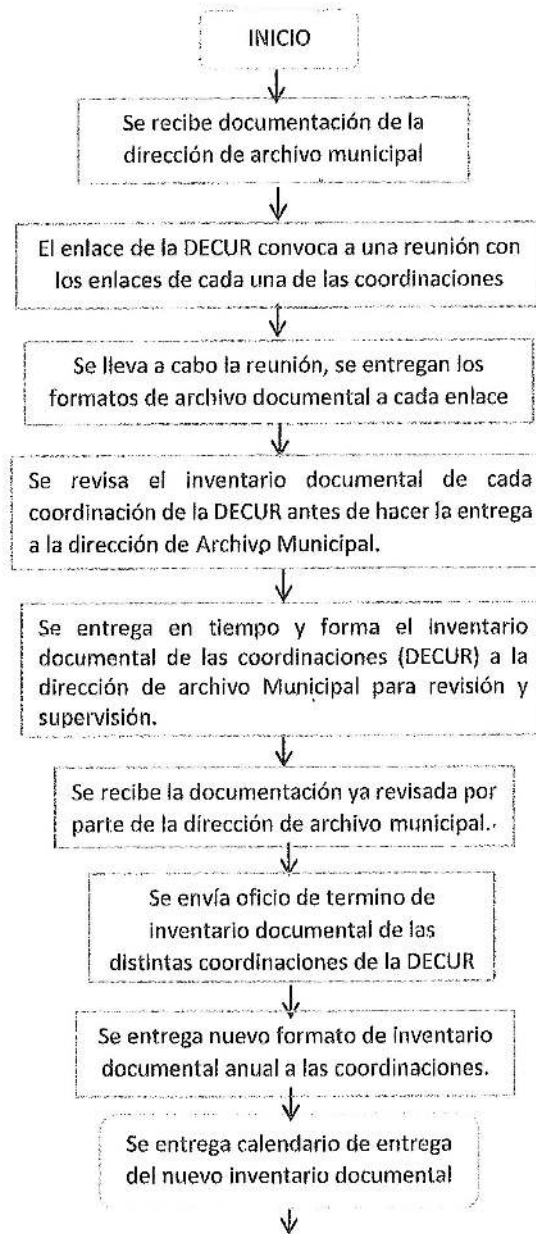 INICIO
Se recibe documentación de la
dirección de archivo municipal
El enlace de la DECUR convoca a una reunión con
los enlaces de cada una de las coordinaciones
Se lleva a cabo la reunión, se entregan los
formatos de archivo documental a cada enlace
Se revisa el inventario documental de cada
coordinación de la DECUR antes de hacer la entrega
a la dirección de Archivo Municipal.
Se entrega en tiempo y forma el inventario
documental de las coordinaciones (DECUR) a la
dirección de archivo Municipal para revisión y
supervisión.
Se recibe la documentación ya revisada por
parte de la dirección de archivo municipal.
Se envía oficio de termino de
inventario documental de las
distintas coordinaciones de la DECUR
Se entrega nuevo formato de inventario
documental anual a las coordinaciones.
Se entrega calendario de entrega
del nuevo inventario documental